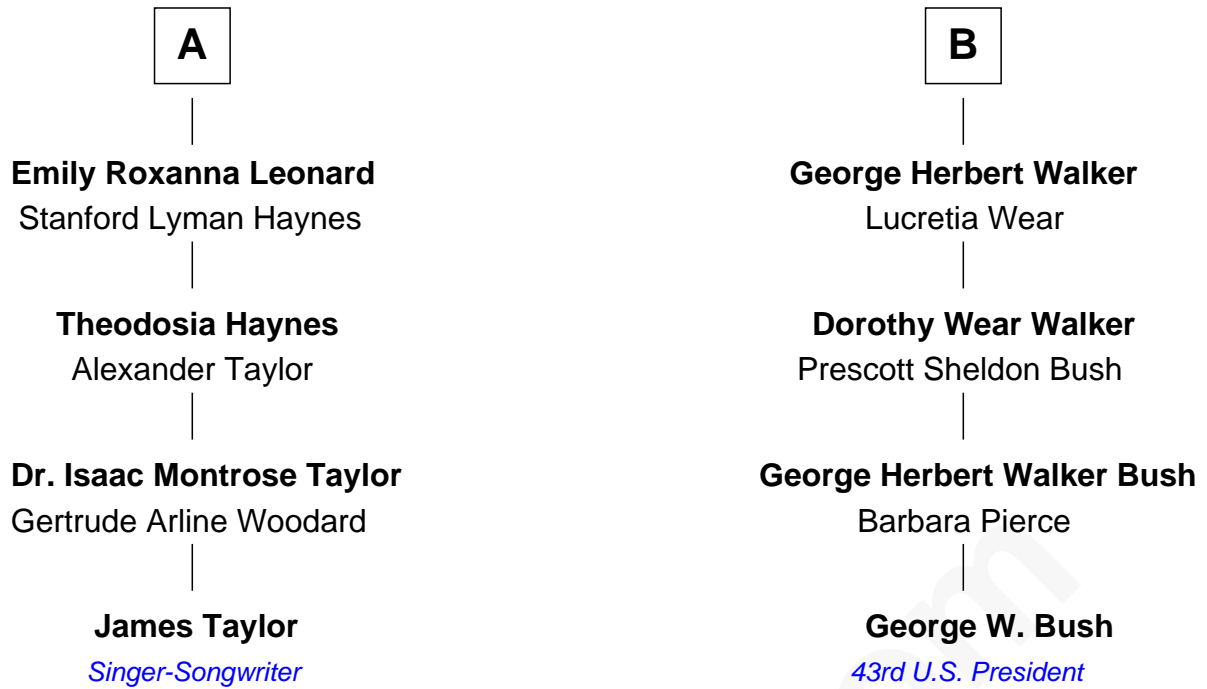 A
Emily Roxanna Leonard
Stanford Lyman Haynes
Theodosia Haynes
Alexander Taylor
Dr. Isaac Montrose Taylor
Gertrude Arline Woodard
James Taylor
Singer-Songwriter
B
George Herbert Walker
Lucretia Wear
Dorothy Wear Walker
Prescott Sheldon Bush
George Herbert Walker Bush
Barbara Pierce
George W. Bush
43rd U.S. President